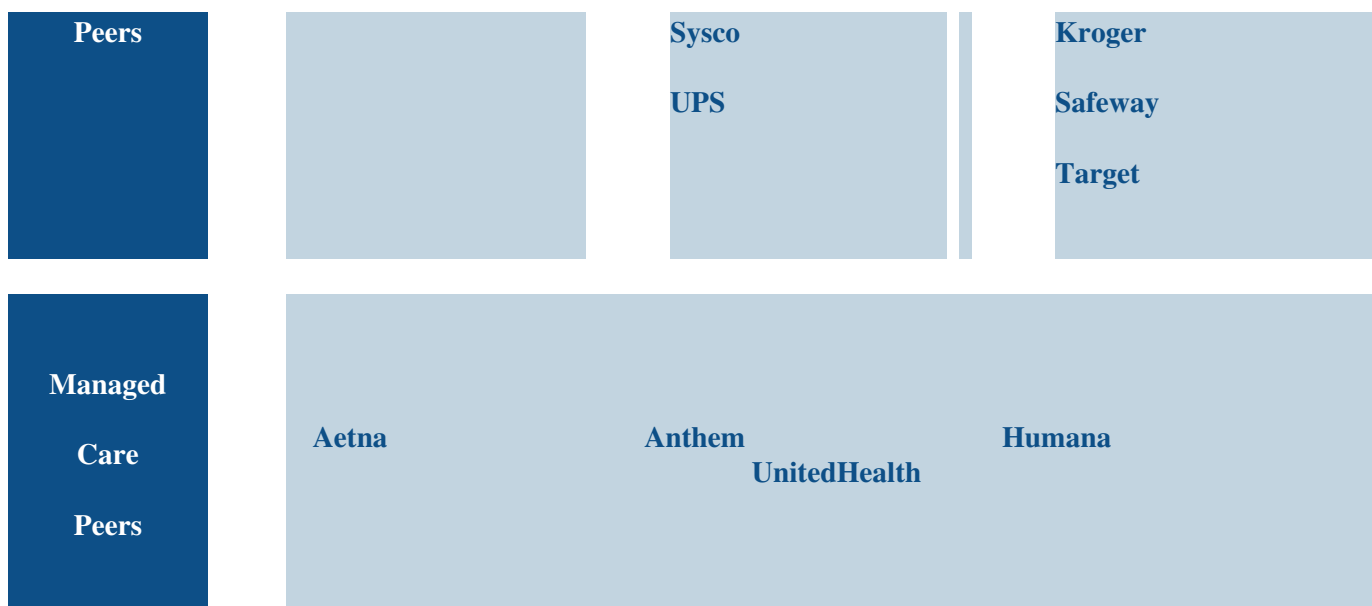 Peers
Sysco
UPS
Kroger
Safeway
Target
Managed
Care
Peers
Aetna Anthem Humana
UnitedHealth